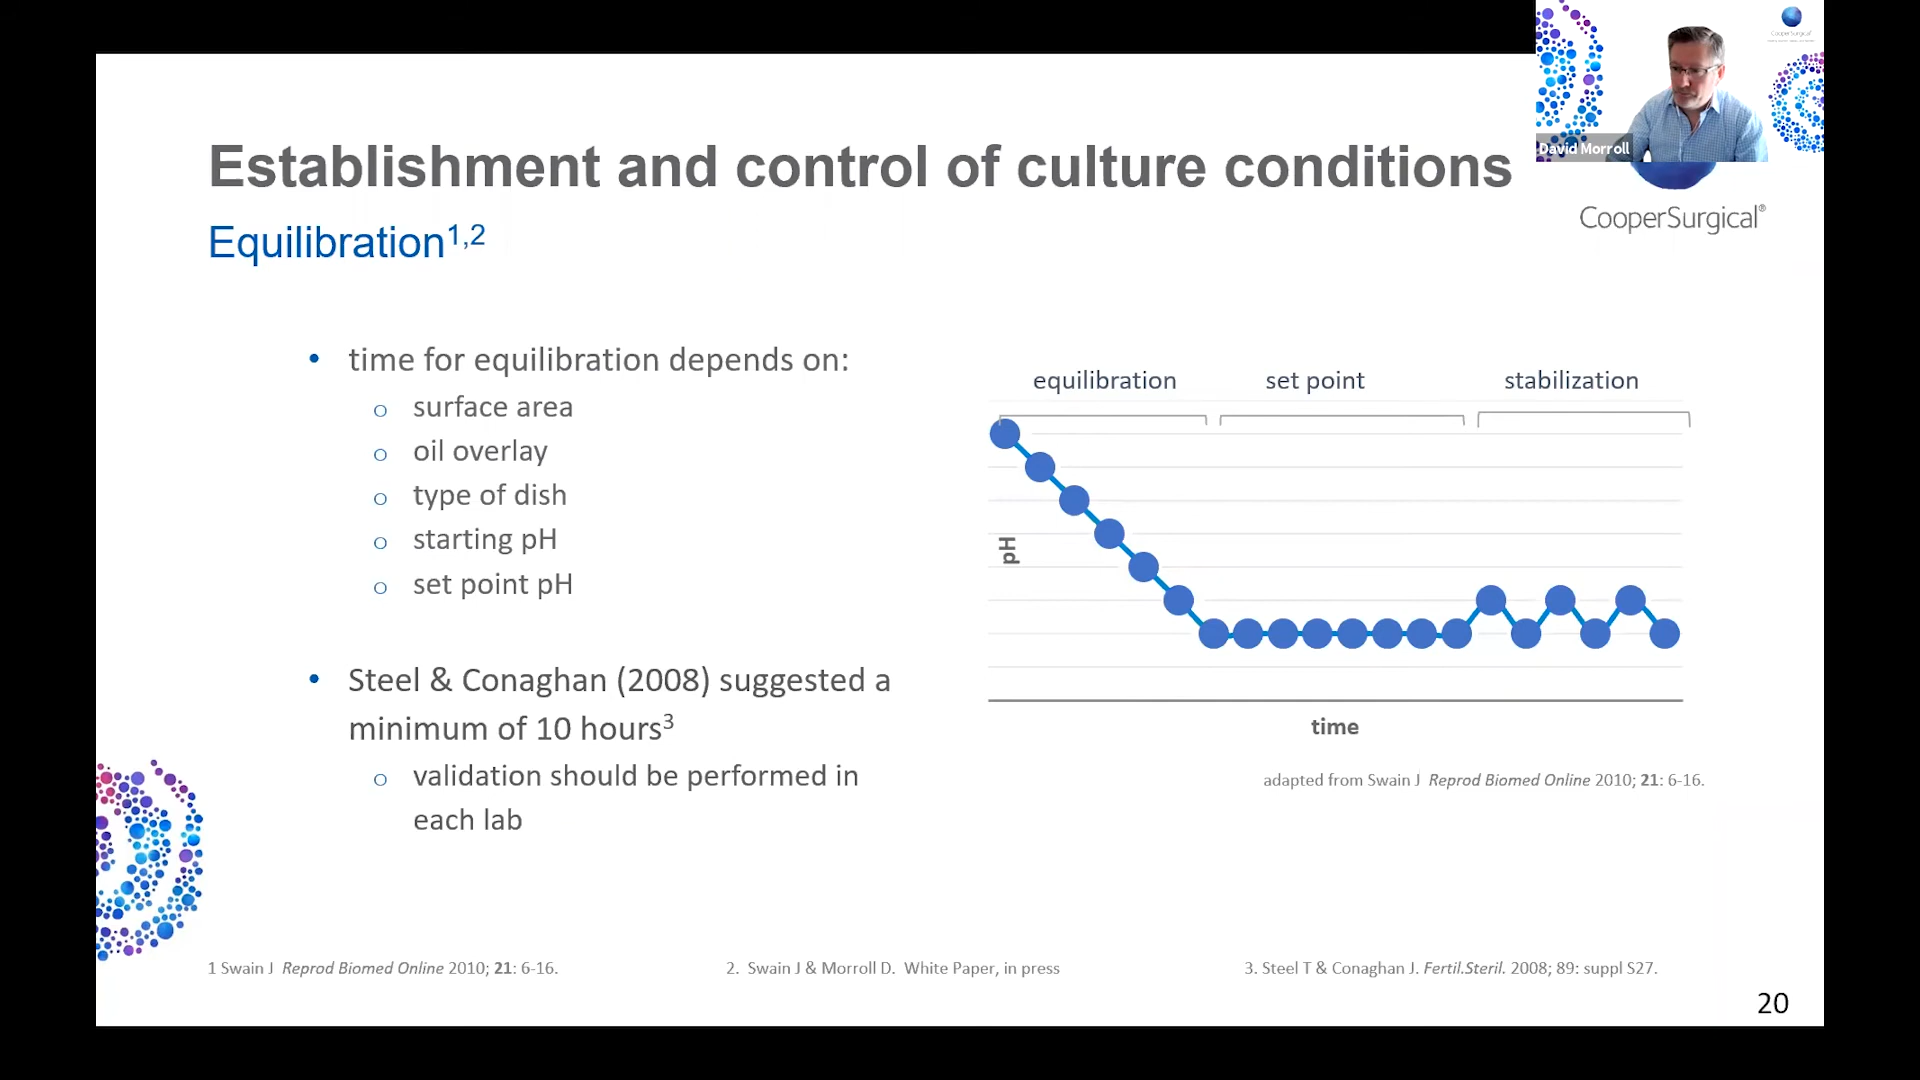 CooperSurgical
David Morroll
Establishment and control of culture conditions
CooperSurgical®
Equilibration1,2
• time for equilibration depends on:
o surface area
o oil overlay
o type of dish
o starting pH
o set point pH
• Steel & Conaghan (2008) suggested a
minimum of 10 hours3
o validation should be performed in
each lab
equilibration set point stabilization
pH
time
adapted from Swain J Reprod Biomed Online 2010; 21: 6-16.
1 Swain J Reprod Biomed Online 2010; 21: 6-16.
2. Swain J & Morroll D. White Paper, in press
3. Steel T & Conaghan J. Fertil.Steril. 2008; 89: suppl S27.
20